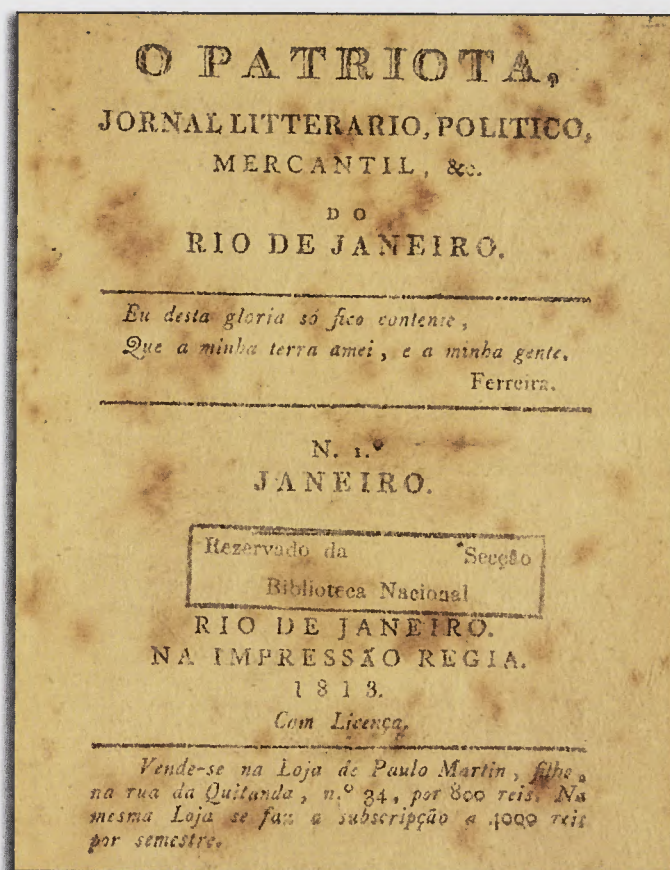 O PATRIOTA,
JORNAL LITTERARIO, POLITICO,
MERCANTIL, &c.
DO
RIO DE JANEIRO.
Eu desta gloria só fico contente,
Que a minha terra amei, e a minha gente.
Ferreira.
N. 1.º
JANEIRO.
Rezervado da Secção
Biblioteca Nacional
RIO DE JANEIRO.
NA IMPRESSÃO REGIA.
1813.
Com Licença.
Vende-se na Loja de Paulo Martin, filho,
na rua da Quitanda, n.º 34, por 800 reis. Na
mesma Loja se faz a subscripção a 4000 reis
por semestre.